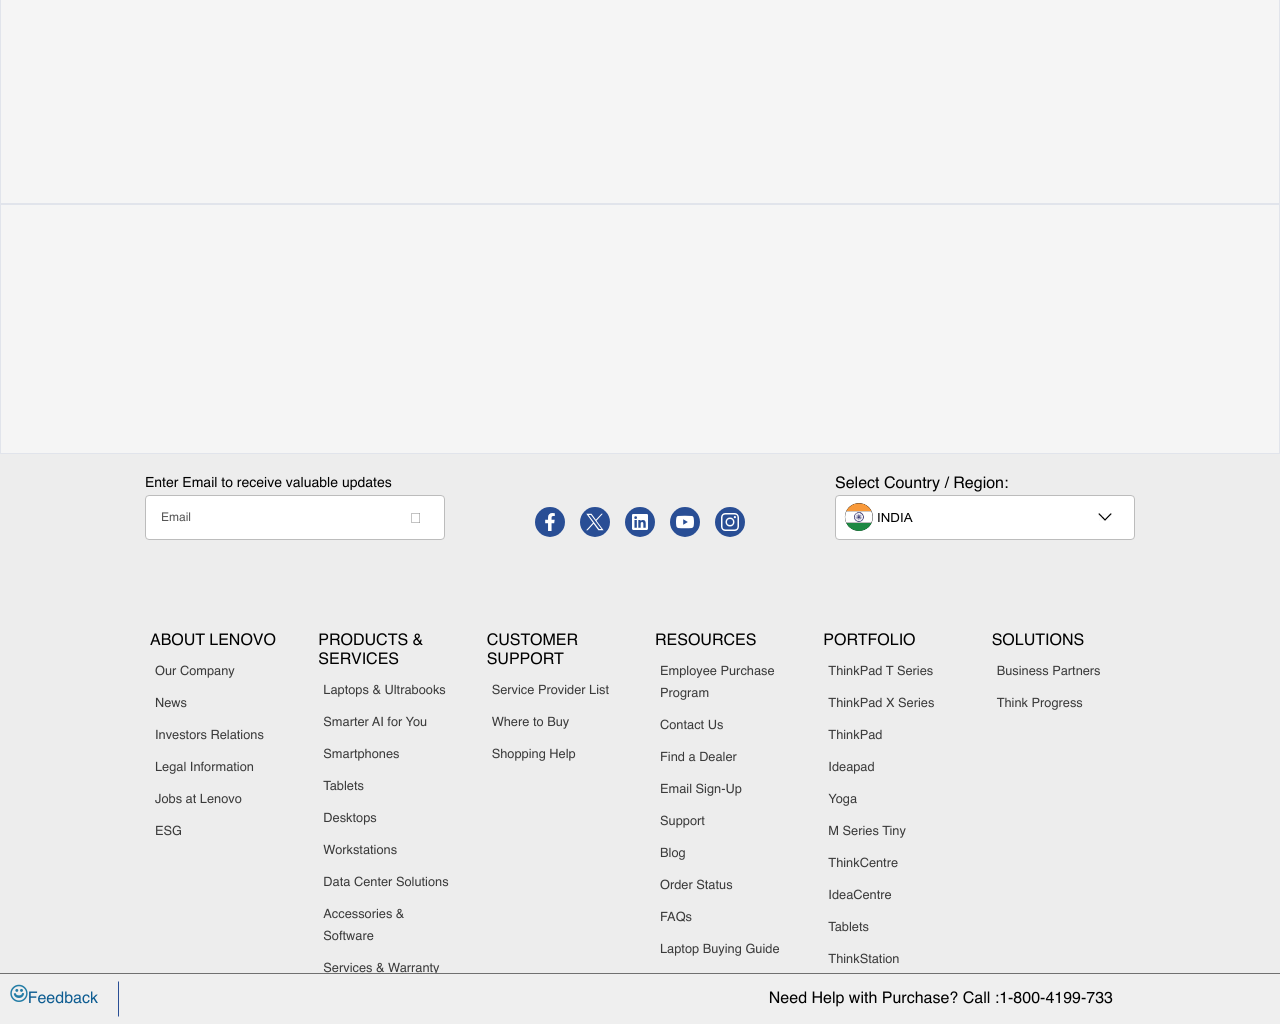 Enter Email to receive valuable updates
Email
Select Country / Region:
INDIA
ABOUT LENOVO
Our Company
News
Investors Relations
Legal Information
Jobs at Lenovo
ESG
PRODUCTS &
SERVICES
Laptops & Ultrabooks
Smarter AI for You
Smartphones
Tablets
Desktops
Workstations
Data Center Solutions
Accessories &
Software
Services & Warranty
CUSTOMER
SUPPORT
Service Provider List
Where to Buy
Shopping Help
RESOURCES
Employee Purchase
Program
Contact Us
Find a Dealer
Email Sign-Up
Support
Blog
Order Status
FAQs
Laptop Buying Guide
PORTFOLIO
ThinkPad T Series
ThinkPad X Series
ThinkPad
Ideapad
Yoga
M Series Tiny
ThinkCentre
IdeaCentre
Tablets
ThinkStation
SOLUTIONS
Business Partners
Think Progress
Feedback
Need Help with Purchase? Call :1-800-4199-733